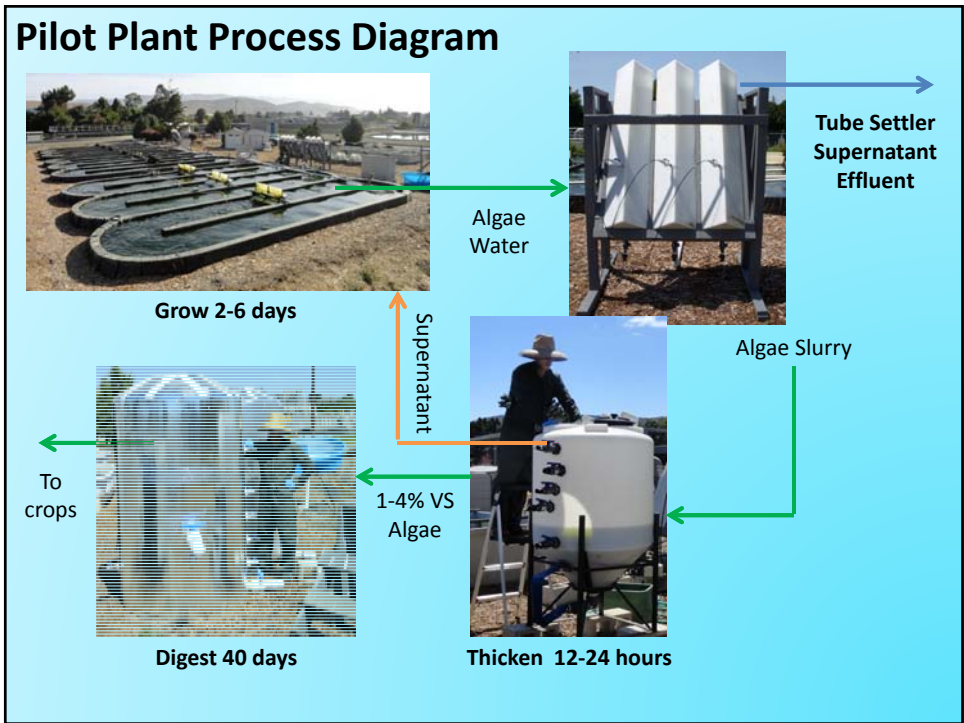 Pilot Plant Process Diagram
Tube Settler
Supernatant
Effluent
Algae
Water
Grow 2-6 days
Supernatant
Algae Slurry
To
crops
1-4% VS
Algae
Digest 40 days
Thicken 12-24 hours